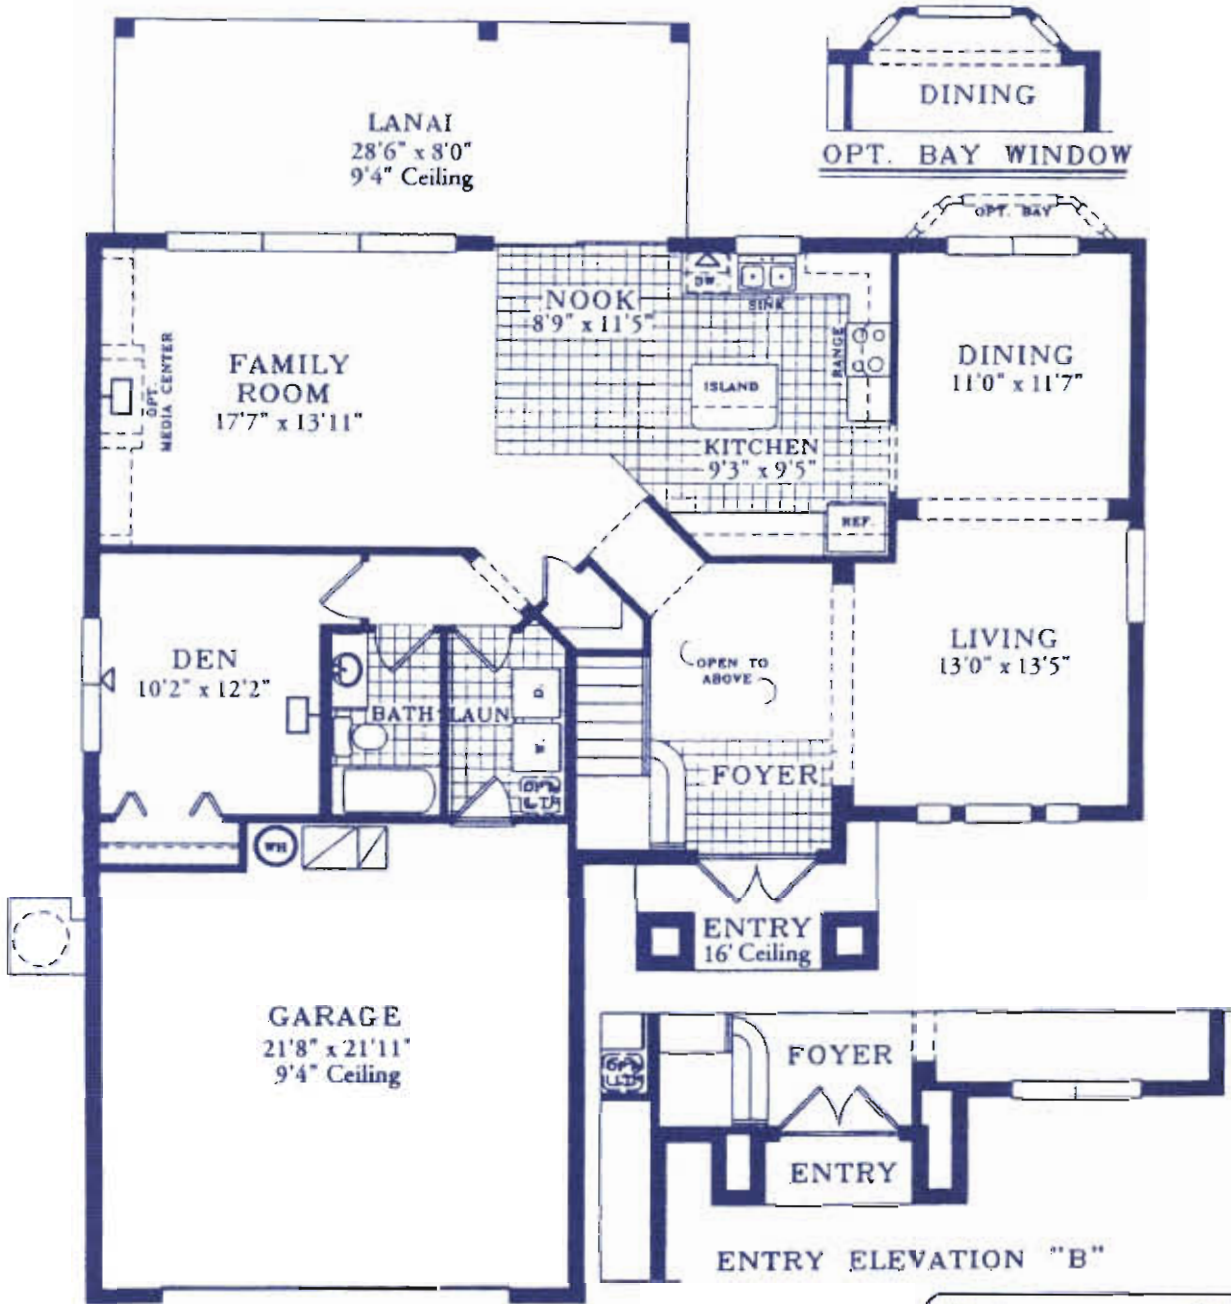 LANAI
28'6" x 8'0"
9'4" Ceiling
DINING
OPT. BAY WINDOW
OPT. BAY
DW.
SINK
NOOK
8'9" x 11'5"
RANGE
DINING
11'0" x 11'7"
FAMILY
ROOM
17'7" x 13'11"
OPT.
MEDIA CENTER
ISLAND
KITCHEN
9'3" x 9'5"
REF.
DEN
10'2" x 12'2"
BATH
LAUN
D.
W.
OPEN TO
ABOVE
LIVING
13'0" x 13'5"
FOYER
WH
ENTRY
16' Ceiling
GARAGE
21'8" x 21'11"
9'4" Ceiling
FOYER
ENTRY
ENTRY ELEVATION "B"